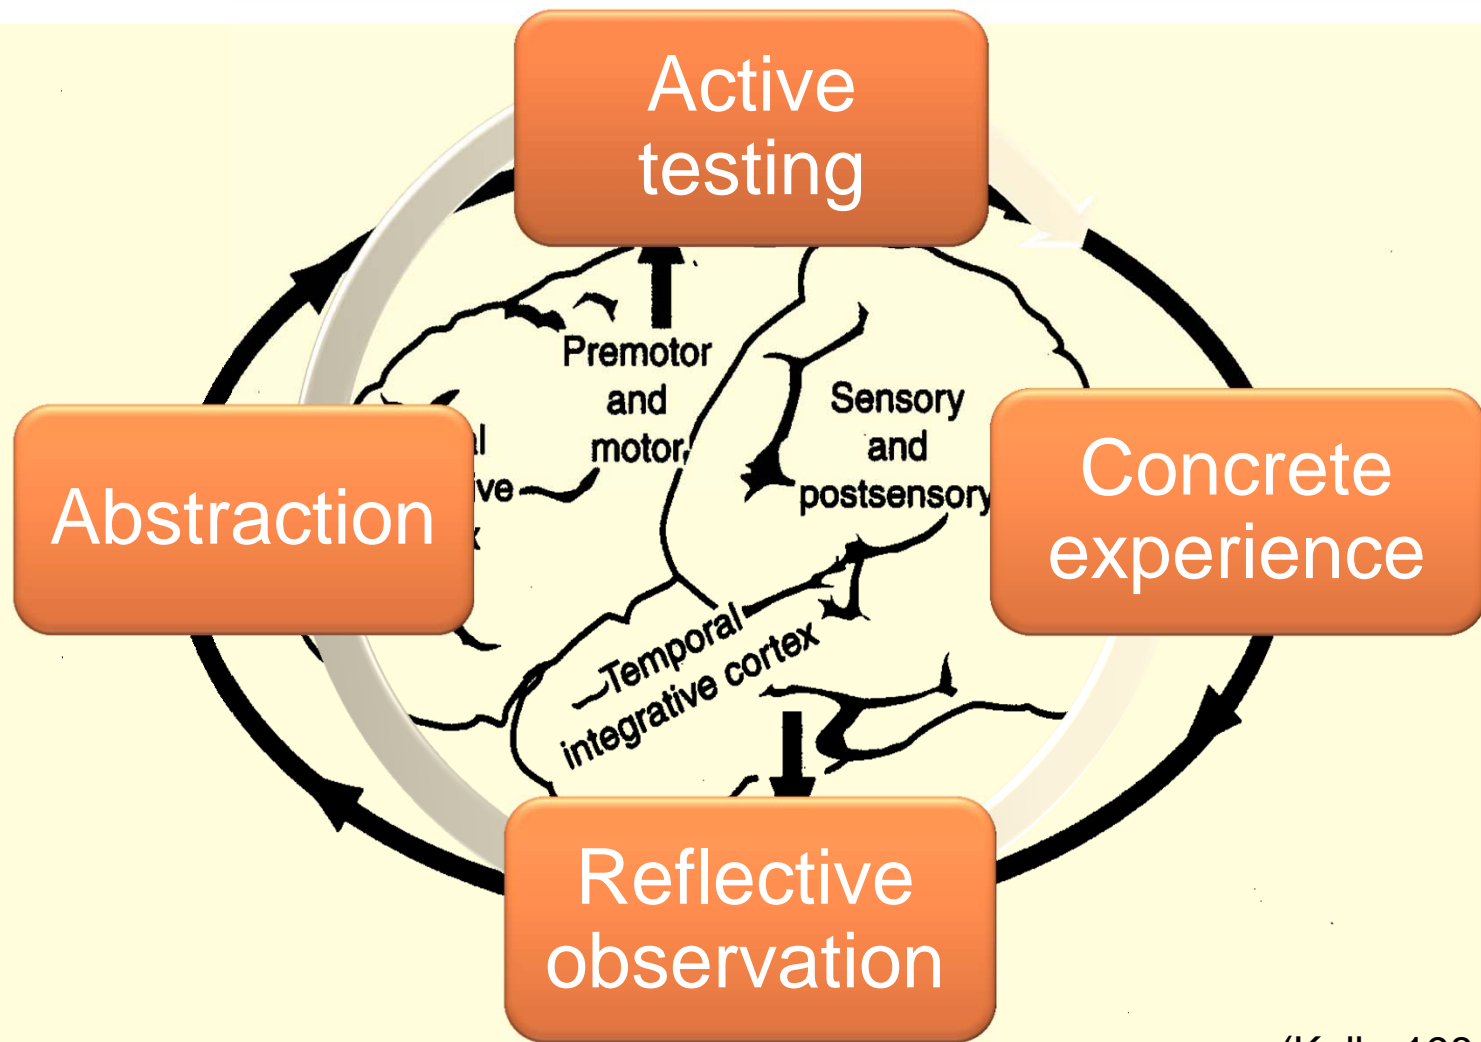 Active
testing
Premotor
and
motor
Sensory
and
postsensory
Abstraction
Concrete
experience
Temporal
integrative cortex
Reflective
observation